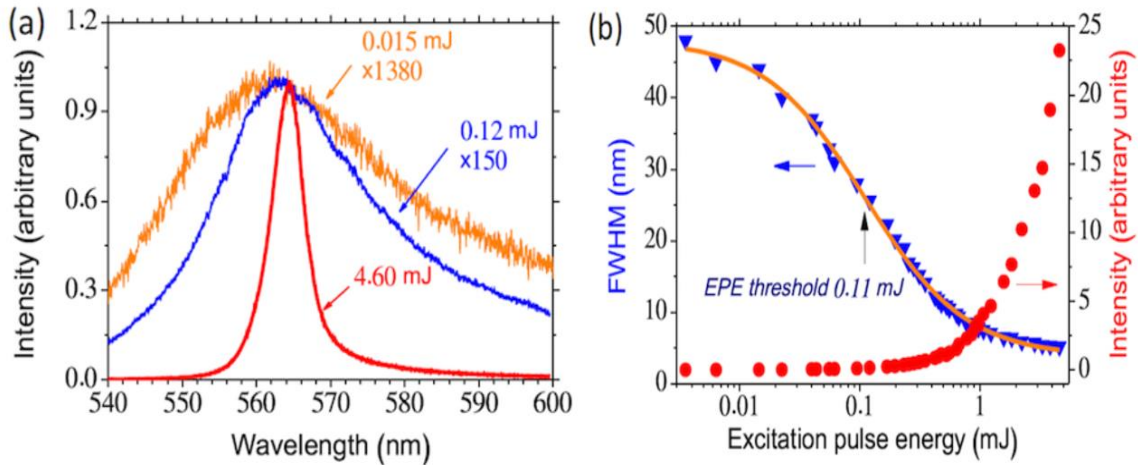 (a)
1.2
0.9
0.6
0.3
0.0
Intensity (arbitrary units)
0.015 mJ
×1380
0.12 mJ
×150
4.60 mJ
540 550 560 570 580 590 600
Wavelength (nm)
(b)
50
40
30
20
10
0
FWHM (nm)
EPE threshold 0.11 mJ
25
20
15
10
5
0
Intensity (arbitrary units)
0.01 0.1 1
Excitation pulse energy (mJ)